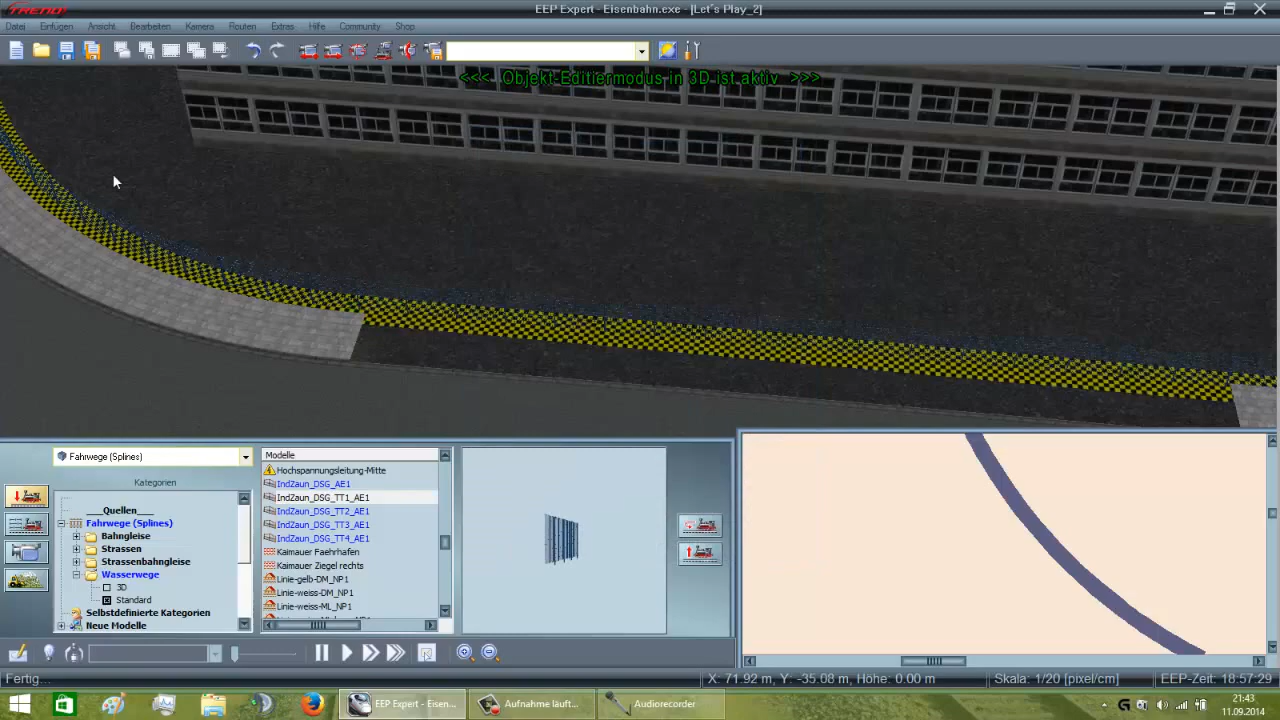 TREND
EEP Expert - Eisenbahn.exe - [Let´s Play_2]
Datei Einfügen Ansicht Bearbeiten Kamera Routen Extras Hilfe Community Shop
<<< Objekt-Editiermodus in 3D ist aktiv >>>
Fahrwege (Splines)
Kategorien
__Quellen__
Fahrwege (Splines)
Bahngleise
Strassen
Strassenbahngleise
Wasserwege
3D
Standard
Selbstdefinierte Kategorien
Neue Modelle
Modelle
Hochspannungsleitung-Mitte
IndZaun_DSG_AE1
IndZaun_DSG_TT1_AE1
IndZaun_DSG_TT2_AE1
IndZaun_DSG_TT3_AE1
IndZaun_DSG_TT4_AE1
Kaimauer Faehrhafen
Kaimauer Ziegel rechts
Linie-gelb-DM_NP1
Linie-weiss-DM_NP1
Linie-weiss-ML_NP1
Fertig...
X: 71.92 m, Y: -35.08 m, Höhe: 0.00 m
Skala: 1/20 [pixel/cm]
EEP-Zeit: 18:57:29
EEP Expert - Eisen...
Aufnahme läuft...
Audiorecorder
21:43
11.09.2014